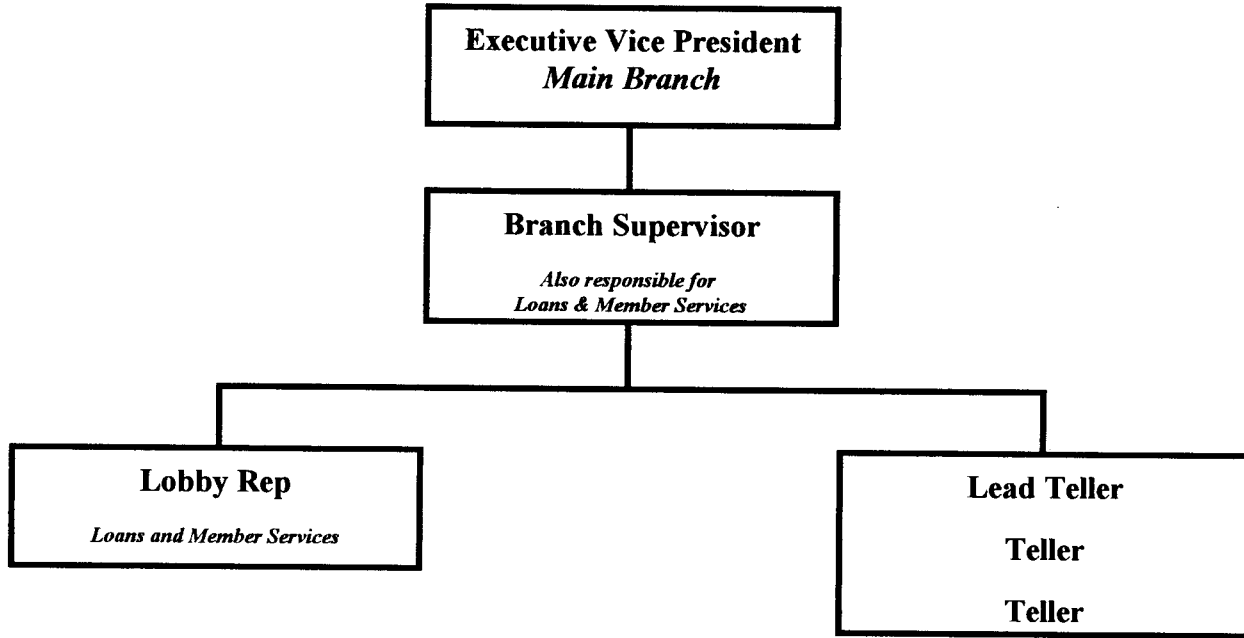 Executive Vice President
Main Branch
Branch Supervisor
Also responsible for
Loans & Member Services
Lobby Rep
Loans and Member Services
Lead Teller
Teller
Teller